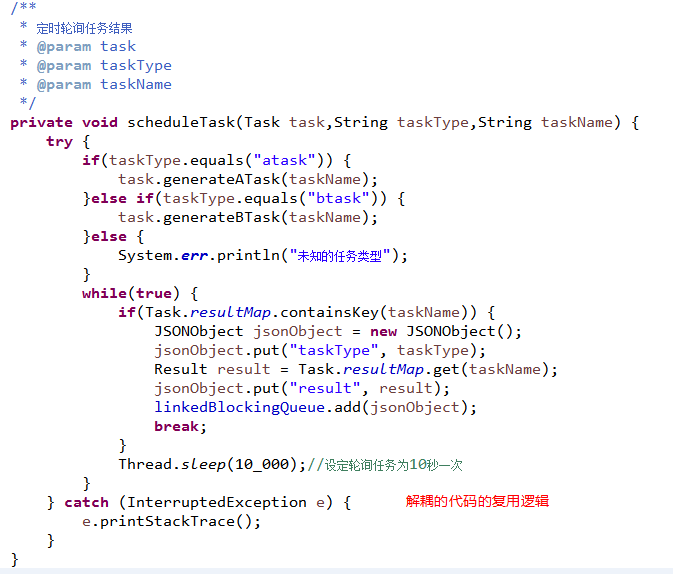 /**
 * 定时轮询任务结果
 * @param task
 * @param taskType
 * @param taskName
 */
private void scheduleTask(Task task,String taskType,String taskName) {
    try {
        if(taskType.equals("atask")) {
            task.generateATask(taskName);
        }else if(taskType.equals("btask")) {
            task.generateBTask(taskName);
        }else {
            System.err.println("未知的任务类型");
        }
        while(true) {
            if(Task.resultMap.containsKey(taskName)) {
                JSONObject jsonObject = new JSONObject();
                jsonObject.put("taskType", taskType);
                Result result = Task.resultMap.get(taskName);
                jsonObject.put("result", result);
                linkedBlockingQueue.add(jsonObject);
                break;
            }
            Thread.sleep(10_000);//设定轮询任务为10秒一次
        }
    } catch (InterruptedException e) { 解耦的代码的复用逻辑
        e.printStackTrace();
    }
}